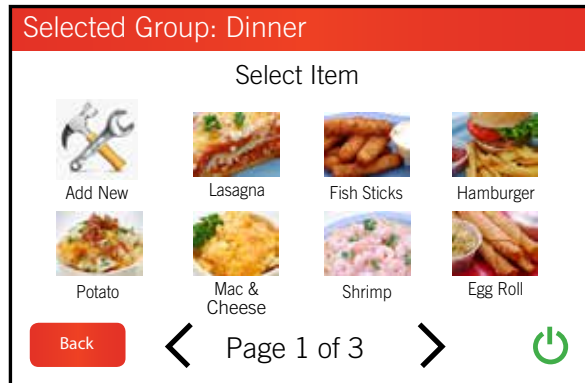 Selected Group: Dinner
Select Item
Add New
Lasagna
Fish Sticks
Hamburger
Potato
Mac &
Cheese
Shrimp
Egg Roll
Back
Page 1 of 3